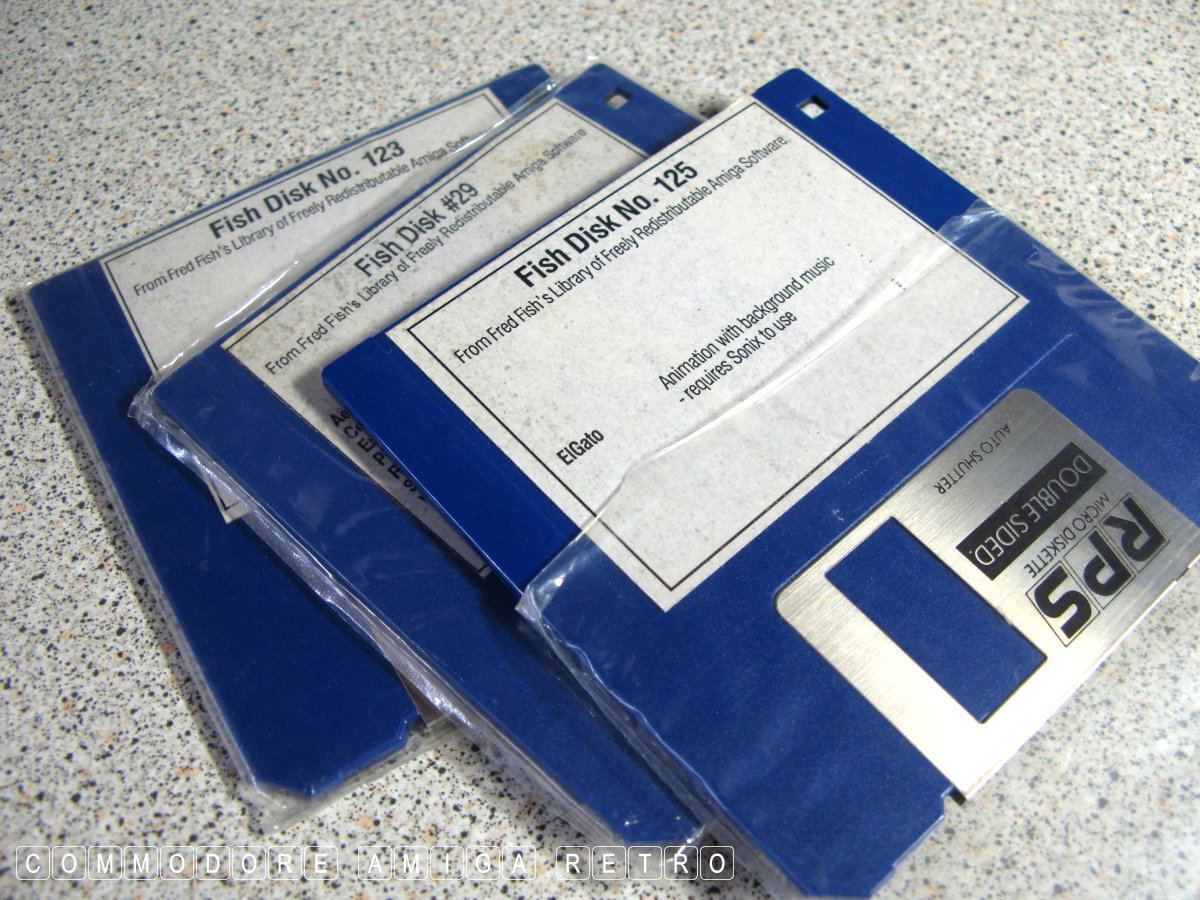 Fish Disk No. 123
From Fred Fish's Library of Freely Redistributable Amiga Soft
Fish Disk #29
From Fred Fish's Library of Freely Redistributable Amiga Software
Fish Disk No. 125
From Fred Fish's Library of Freely Redistributable Amiga Software
ElGato
Animation with background music
- requires Sonix to use
RPS
MICRO DISKETTE
DOUBLE SIDED.
AUTO SHUTTER
COMMODORE AMIGA RETRO